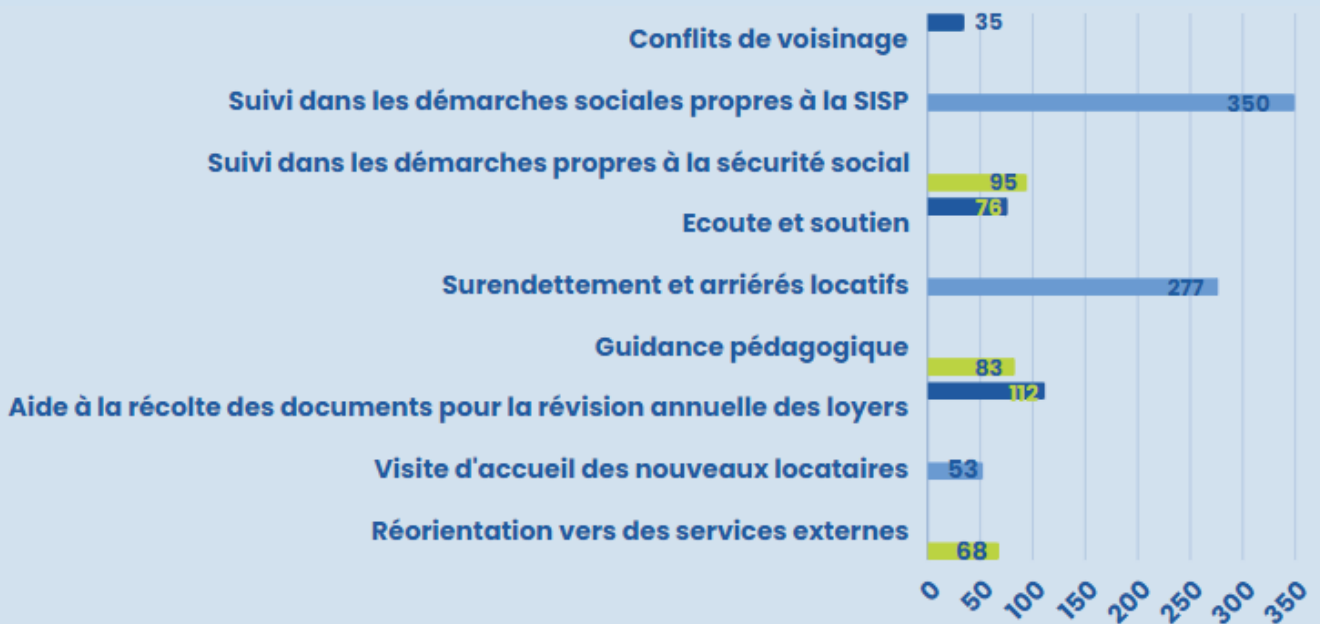 Conflits de voisinage 35
Suivi dans les démarches sociales propres à la SISP 350
Suivi dans les démarches propres à la sécurité social 95
Ecoute et soutien 76
Surendettement et arriérés locatifs 277
Guidance pédagogique 83
Aide à la récolte des documents pour la révision annuelle des loyers 112
Visite d'accueil des nouveaux locataires 53
Réorientation vers des services externes 68
0 50 100 150 200 250 300 350